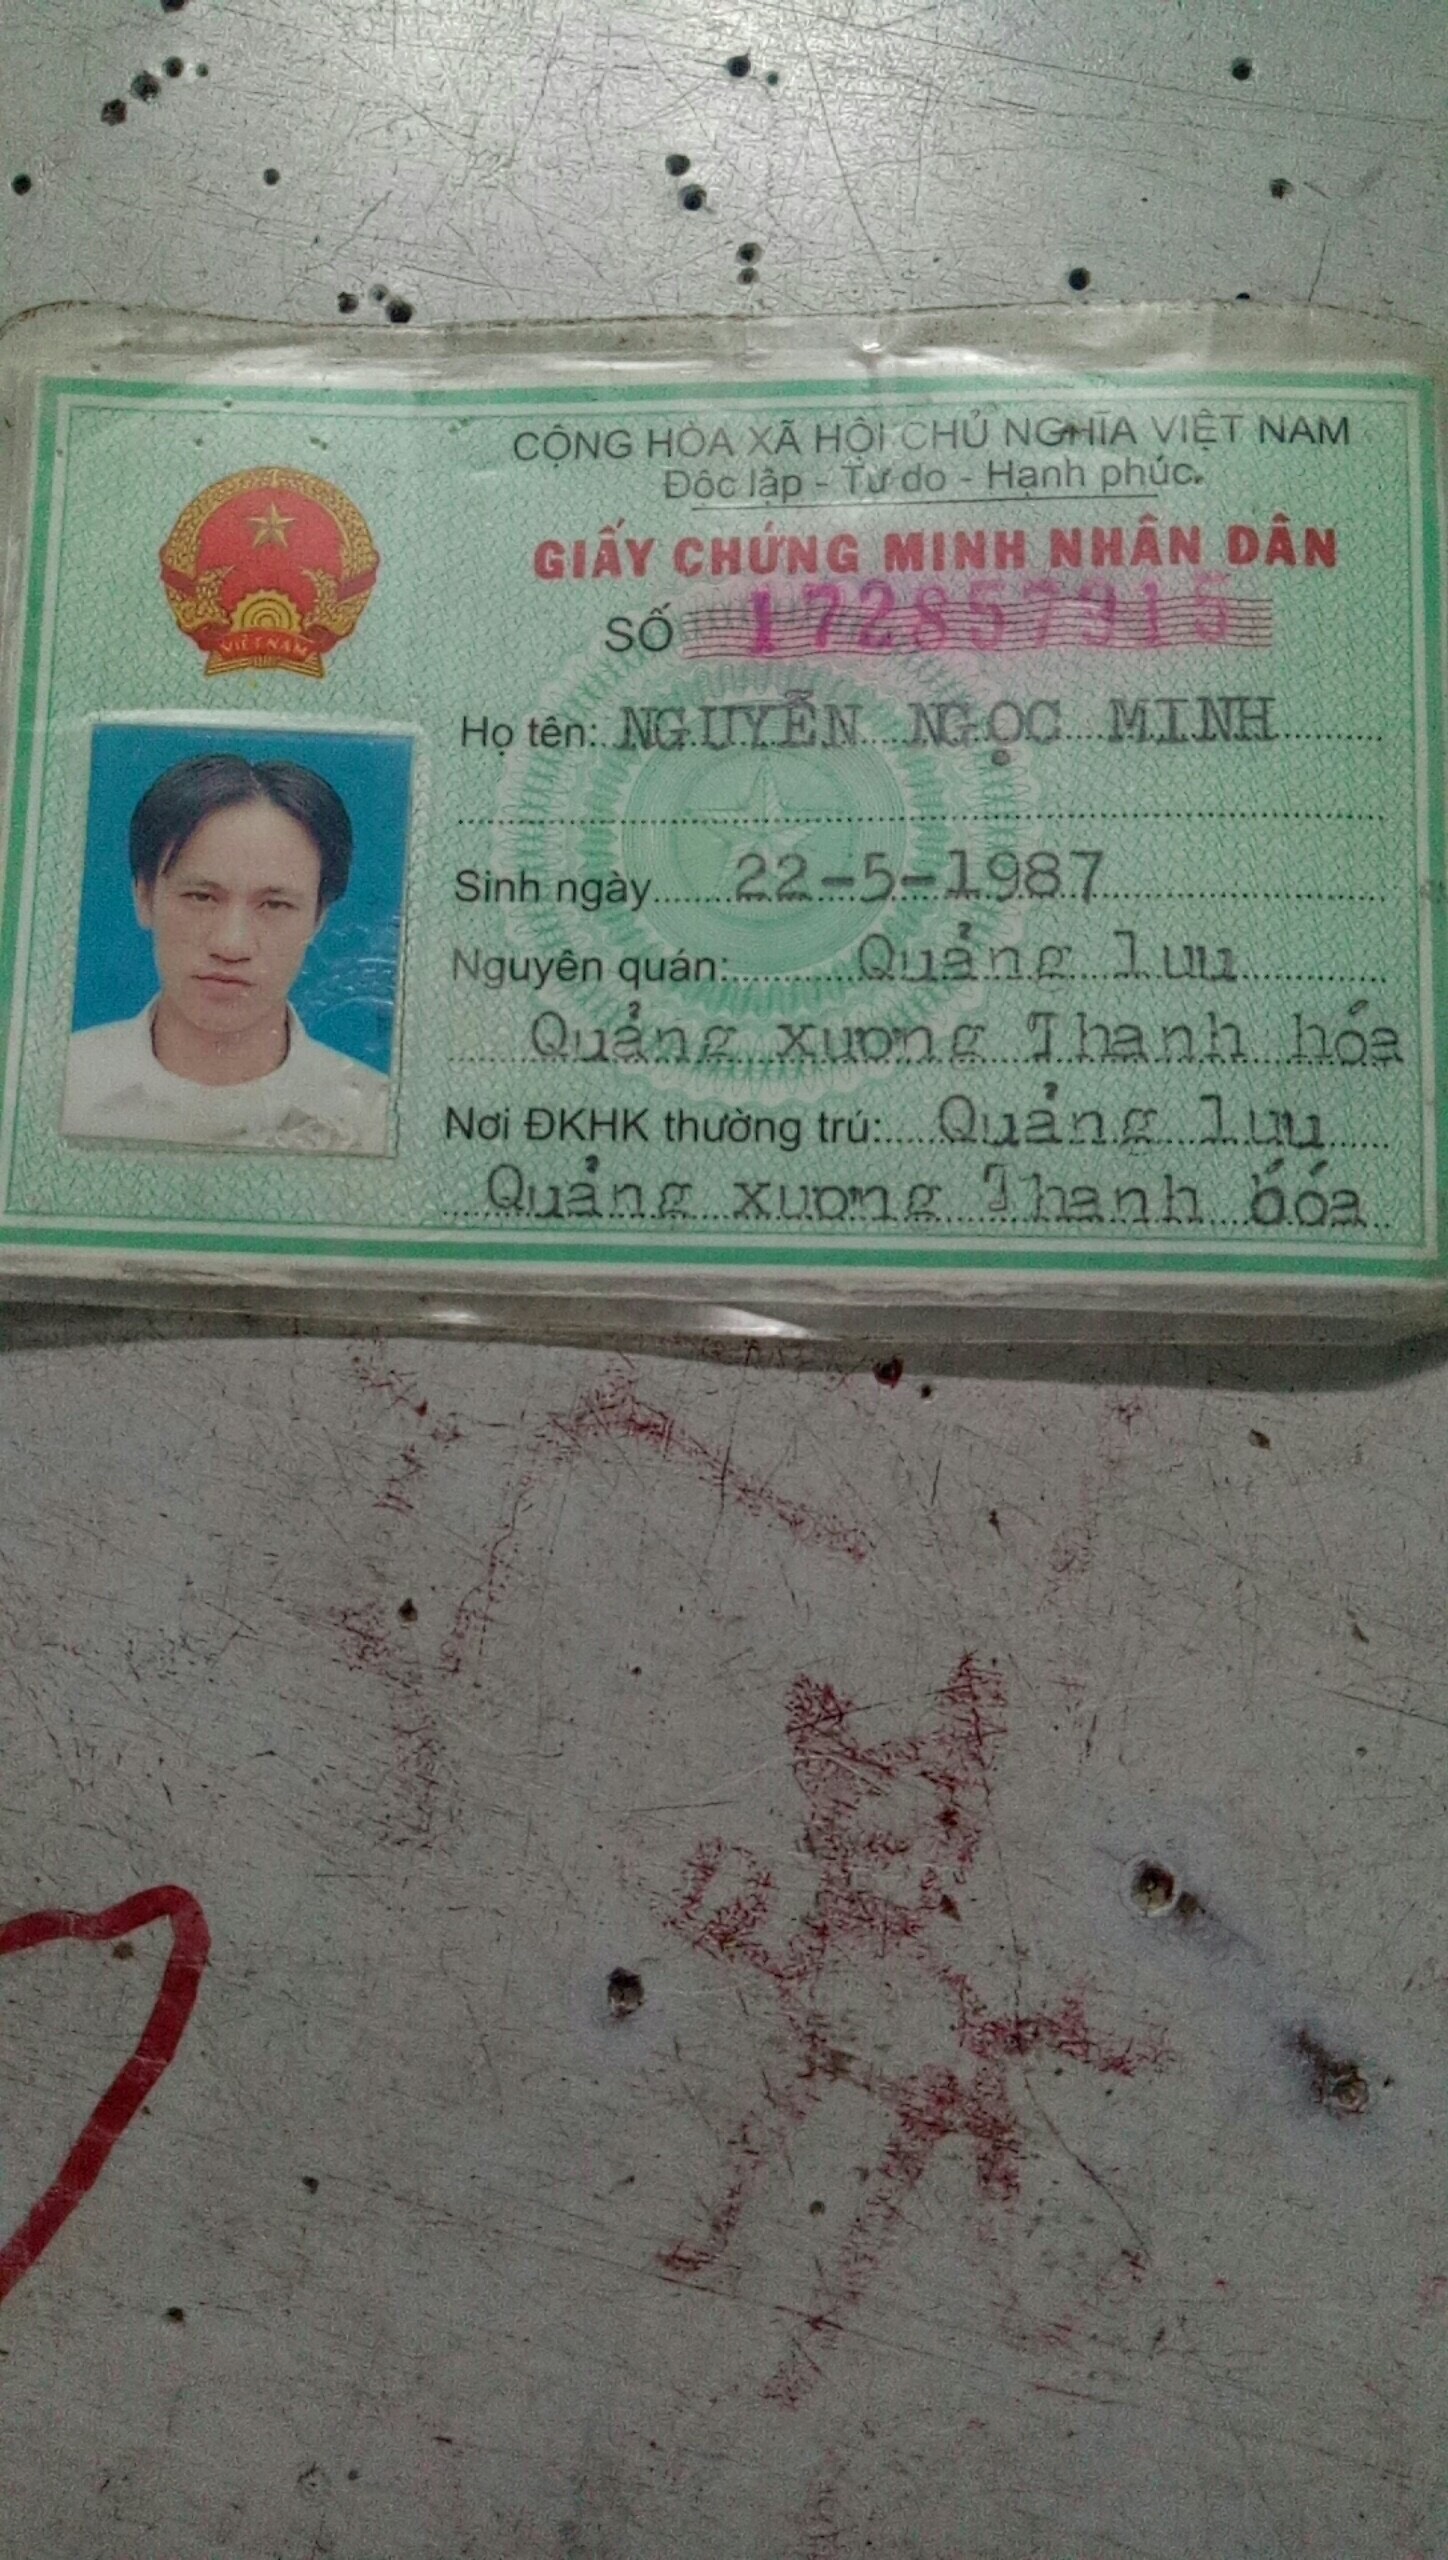 CỘNG HÒA XÃ HỘI CHỦ NGHĨA VIỆT NAM
Độc lập - Tự do - Hạnh phúc
GIẤY CHỨNG MINH NHÂN DÂN
SỐ 172857915
VIỆT NAM
Họ tên: NGUYỄN NGỌC MINH
Sinh ngày 22-5-1987
Nguyên quán: Quảng lưu
Quảng xương Thanh hóa
Nơi ĐKHK thường trú: Quảng lưu
Quảng xương Thanh hóa